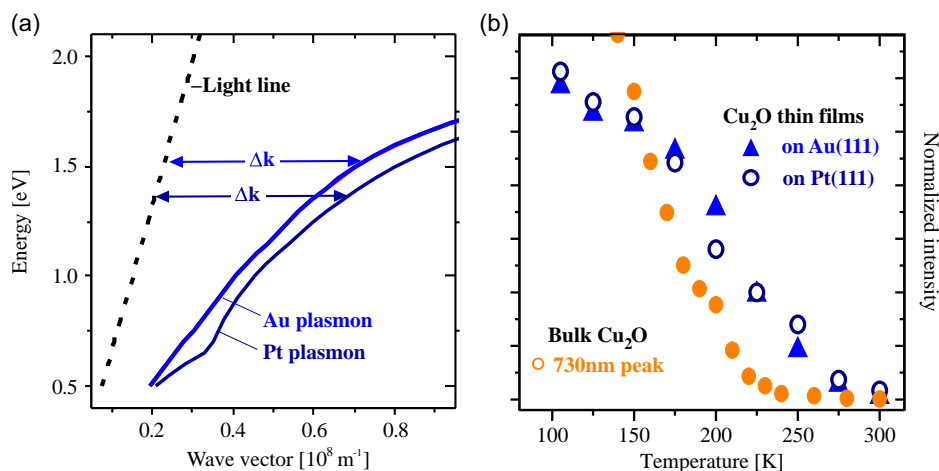 (a)
2.0
1.5
1.0
0.5
Energy [eV]
Light line
Δk
Δk
Au plasmon
Pt plasmon
0.2
0.4
0.6
0.8
Wave vector [10⁸ m⁻¹]
(b)
Cu₂O thin films
on Au(111)
on Pt(111)
Bulk Cu₂O
730nm peak
100
150
200
250
300
Temperature [K]
Normalized intensity